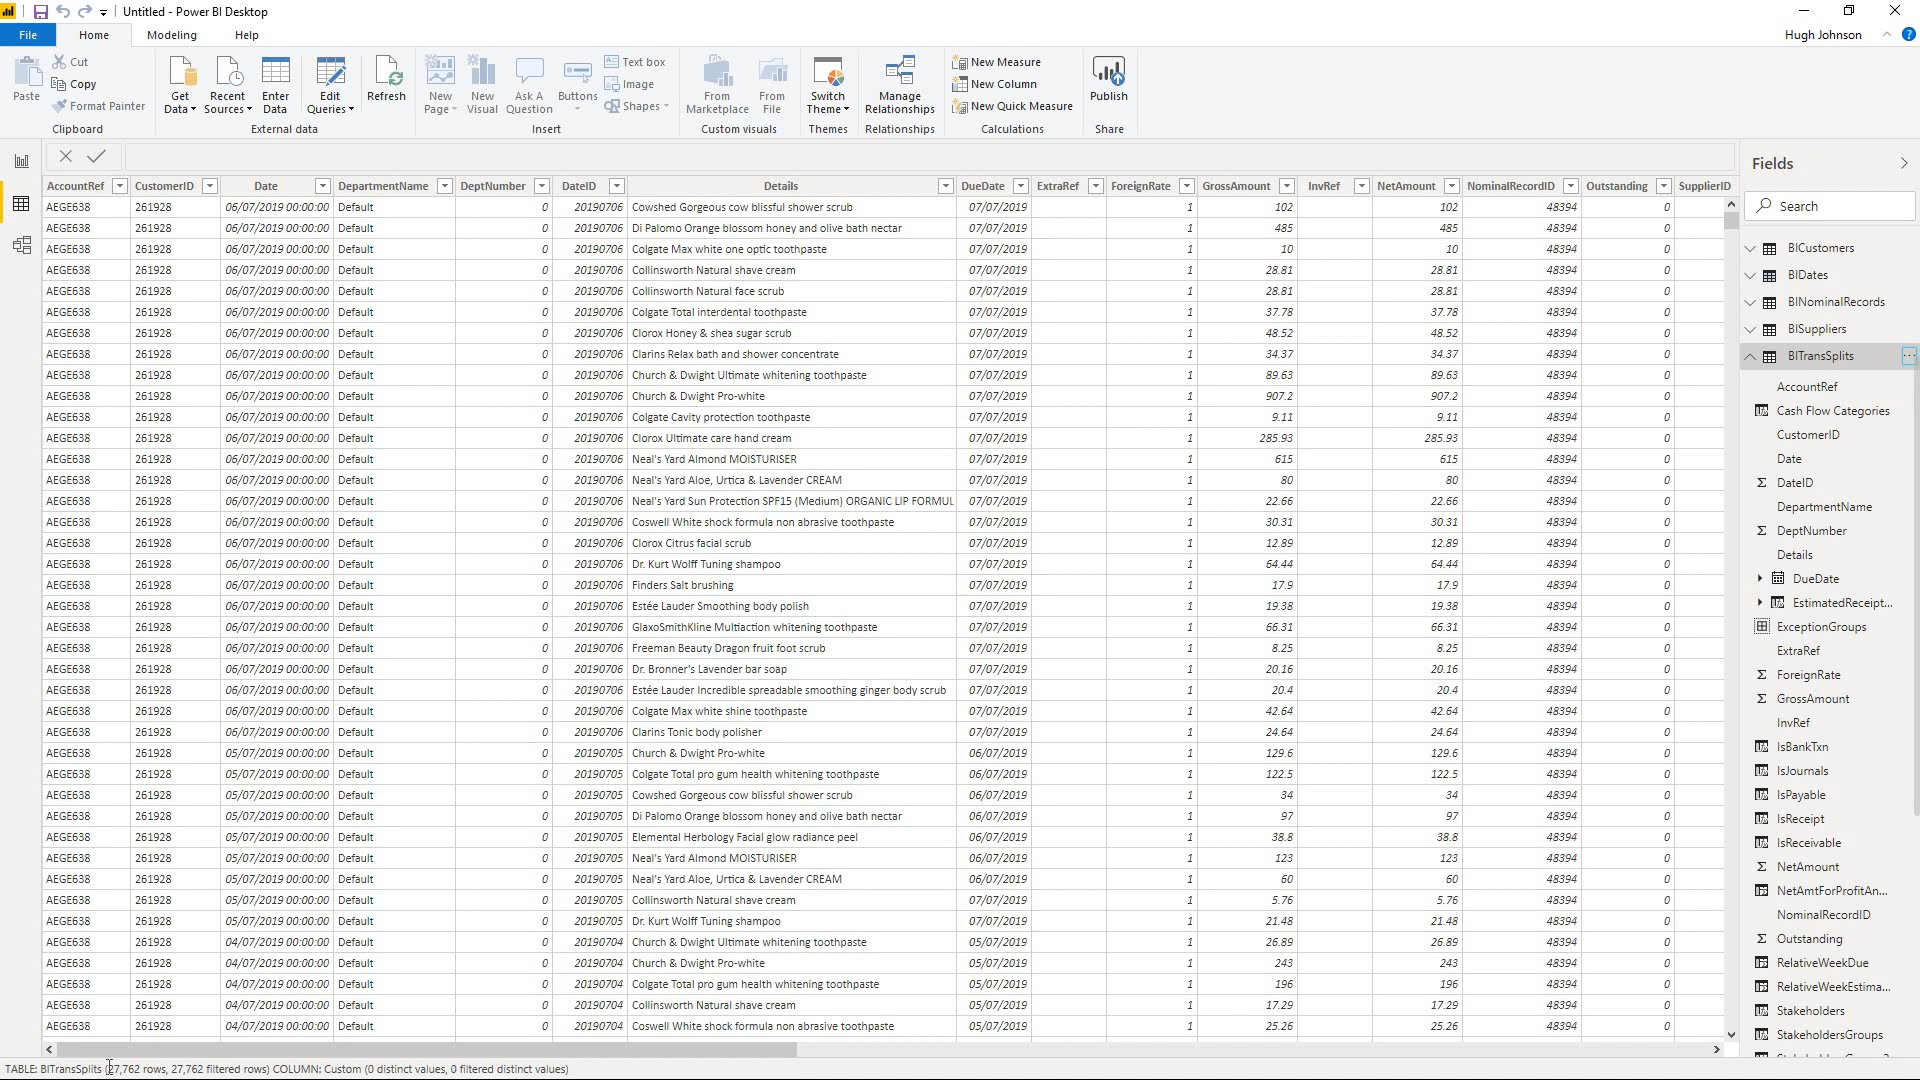 Untitled - Power BI Desktop
File Home Modeling Help Hugh Johnson
Paste Cut Copy Format Painter Clipboard
Get Data Recent Sources Enter Data Edit Queries Refresh External data
New Page New Visual Ask A Question Buttons Text box Image Shapes Insert
From Marketplace From File Custom visuals
Switch Theme Themes
Manage Relationships Relationships
New Measure New Column New Quick Measure Calculations
Publish Share
AccountRef CustomerID Date DepartmentName DeptNumber DateID Details DueDate ExtraRef ForeignRate GrossAmount InvRef NetAmount NominalRecordID Outstanding SupplierID
AEGE638 261928 06/07/2019 00:00:00 Default 0 20190706 Cowshed Gorgeous cow blissful shower scrub 07/07/2019 1 102 102 48394 0
AEGE638 261928 06/07/2019 00:00:00 Default 0 20190706 Di Palomo Orange blossom honey and olive bath nectar 07/07/2019 1 485 485 48394 0
AEGE638 261928 06/07/2019 00:00:00 Default 0 20190706 Colgate Max white one optic toothpaste 07/07/2019 1 10 10 48394 0
AEGE638 261928 06/07/2019 00:00:00 Default 0 20190706 Collinsworth Natural shave cream 07/07/2019 1 28.81 28.81 48394 0
AEGE638 261928 06/07/2019 00:00:00 Default 0 20190706 Collinsworth Natural face scrub 07/07/2019 1 28.81 28.81 48394 0
AEGE638 261928 06/07/2019 00:00:00 Default 0 20190706 Colgate Total interdental toothpaste 07/07/2019 1 37.78 37.78 48394 0
AEGE638 261928 06/07/2019 00:00:00 Default 0 20190706 Clorox Honey & shea sugar scrub 07/07/2019 1 48.52 48.52 48394 0
AEGE638 261928 06/07/2019 00:00:00 Default 0 20190706 Clarins Relax bath and shower concentrate 07/07/2019 1 34.37 34.37 48394 0
AEGE638 261928 06/07/2019 00:00:00 Default 0 20190706 Church & Dwight Ultimate whitening toothpaste 07/07/2019 1 89.63 89.63 48394 0
AEGE638 261928 06/07/2019 00:00:00 Default 0 20190706 Church & Dwight Pro-white 07/07/2019 1 907.2 907.2 48394 0
AEGE638 261928 06/07/2019 00:00:00 Default 0 20190706 Colgate Cavity protection toothpaste 07/07/2019 1 9.11 9.11 48394 0
AEGE638 261928 06/07/2019 00:00:00 Default 0 20190706 Clorox Ultimate care hand cream 07/07/2019 1 285.93 285.93 48394 0
AEGE638 261928 06/07/2019 00:00:00 Default 0 20190706 Neal's Yard Almond MOISTURISER 07/07/2019 1 615 615 48394 0
AEGE638 261928 06/07/2019 00:00:00 Default 0 20190706 Neal's Yard Aloe, Urtica & Lavender CREAM 07/07/2019 1 80 80 48394 0
AEGE638 261928 06/07/2019 00:00:00 Default 0 20190706 Neal's Yard Sun Protection SPF15 (Medium) ORGANIC LIP FORMUL 07/07/2019 1 22.66 22.66 48394 0
AEGE638 261928 06/07/2019 00:00:00 Default 0 20190706 Coswell White shock formula non abrasive toothpaste 07/07/2019 1 30.31 30.31 48394 0
AEGE638 261928 06/07/2019 00:00:00 Default 0 20190706 Clorox Citrus facial scrub 07/07/2019 1 12.89 12.89 48394 0
AEGE638 261928 06/07/2019 00:00:00 Default 0 20190706 Dr. Kurt Wolff Tuning shampoo 07/07/2019 1 64.44 64.44 48394 0
AEGE638 261928 06/07/2019 00:00:00 Default 0 20190706 Finders Salt brushing 07/07/2019 1 17.9 17.9 48394 0
AEGE638 261928 06/07/2019 00:00:00 Default 0 20190706 Estée Lauder Smoothing body polish 07/07/2019 1 19.38 19.38 48394 0
AEGE638 261928 06/07/2019 00:00:00 Default 0 20190706 GlaxoSmithKline Multiaction whitening toothpaste 07/07/2019 1 66.31 66.31 48394 0
AEGE638 261928 06/07/2019 00:00:00 Default 0 20190706 Freeman Beauty Dragon fruit foot scrub 07/07/2019 1 8.25 8.25 48394 0
AEGE638 261928 06/07/2019 00:00:00 Default 0 20190706 Dr. Bronner's Lavender bar soap 07/07/2019 1 20.16 20.16 48394 0
AEGE638 261928 06/07/2019 00:00:00 Default 0 20190706 Estée Lauder Incredible spreadable smoothing ginger body scrub 07/07/2019 1 20.4 20.4 48394 0
AEGE638 261928 06/07/2019 00:00:00 Default 0 20190706 Colgate Max white shine toothpaste 07/07/2019 1 42.64 42.64 48394 0
AEGE638 261928 06/07/2019 00:00:00 Default 0 20190706 Clarins Tonic body polisher 07/07/2019 1 24.64 24.64 48394 0
AEGE638 261928 05/07/2019 00:00:00 Default 0 20190705 Church & Dwight Pro-white 06/07/2019 1 129.6 129.6 48394 0
AEGE638 261928 05/07/2019 00:00:00 Default 0 20190705 Colgate Total pro gum health whitening toothpaste 06/07/2019 1 122.5 122.5 48394 0
AEGE638 261928 05/07/2019 00:00:00 Default 0 20190705 Cowshed Gorgeous cow blissful shower scrub 06/07/2019 1 34 34 48394 0
AEGE638 261928 05/07/2019 00:00:00 Default 0 20190705 Di Palomo Orange blossom honey and olive bath nectar 06/07/2019 1 97 97 48394 0
AEGE638 261928 05/07/2019 00:00:00 Default 0 20190705 Elemental Herbology Facial glow radiance peel 06/07/2019 1 38.8 38.8 48394 0
AEGE638 261928 05/07/2019 00:00:00 Default 0 20190705 Neal's Yard Almond MOISTURISER 06/07/2019 1 123 123 48394 0
AEGE638 261928 05/07/2019 00:00:00 Default 0 20190705 Neal's Yard Aloe, Urtica & Lavender CREAM 06/07/2019 1 60 60 48394 0
AEGE638 261928 05/07/2019 00:00:00 Default 0 20190705 Collinsworth Natural shave cream 07/07/2019 1 5.76 5.76 48394 0
AEGE638 261928 05/07/2019 00:00:00 Default 0 20190705 Dr. Kurt Wolff Tuning shampoo 07/07/2019 1 21.48 21.48 48394 0
AEGE638 261928 04/07/2019 00:00:00 Default 0 20190704 Church & Dwight Ultimate whitening toothpaste 05/07/2019 1 26.89 26.89 48394 0
AEGE638 261928 04/07/2019 00:00:00 Default 0 20190704 Church & Dwight Pro-white 05/07/2019 1 243 243 48394 0
AEGE638 261928 04/07/2019 00:00:00 Default 0 20190704 Colgate Total pro gum health whitening toothpaste 05/07/2019 1 196 196 48394 0
AEGE638 261928 04/07/2019 00:00:00 Default 0 20190704 Collinsworth Natural shave cream 05/07/2019 1 17.29 17.29 48394 0
AEGE638 261928 04/07/2019 00:00:00 Default 0 20190704 Coswell White shock formula non abrasive toothpaste 05/07/2019 1 25.26 25.26 48394 0
Fields
Search
BICustomers
BIDates
BINominalRecords
BISuppliers
BITransSplits
AccountRef
Cash Flow Categories
CustomerID
Date
DateID
DepartmentName
DeptNumber
Details
DueDate
EstimatedReceipt...
ExceptionGroups
ExtraRef
ForeignRate
GrossAmount
InvRef
IsBankTxn
IsJournals
IsPayable
IsReceipt
IsReceivable
NetAmount
NetAmtForProfitAn...
NominalRecordID
Outstanding
RelativeWeekDue
RelativeWeekEstima...
Stakeholders
StakeholdersGroups
TABLE: BITransSplits (27,762 rows, 27,762 filtered rows) COLUMN: Custom (0 distinct values, 0 filtered distinct values)